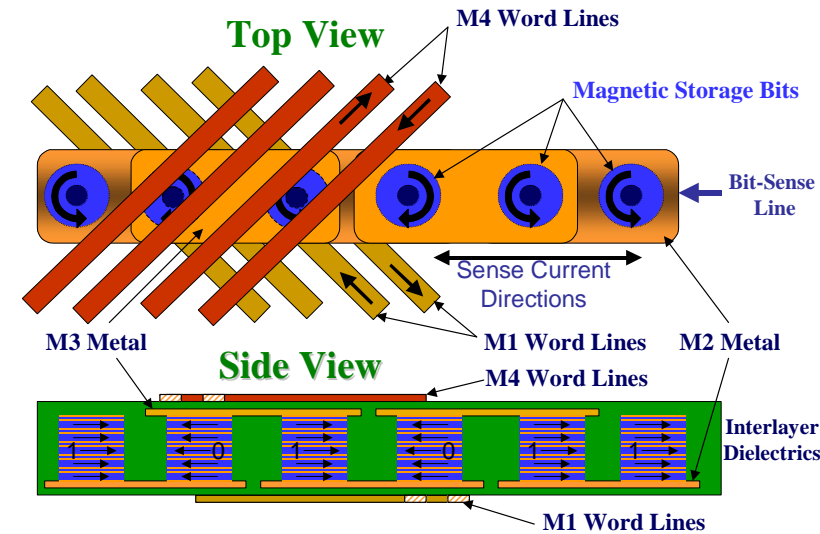 Top View
M4 Word Lines
Magnetic Storage Bits
Bit-Sense
Line
Sense Current
Directions
M3 Metal
M1 Word Lines
M2 Metal
Side View
M4 Word Lines
Interlayer
Dielectrics
1 0 1 0 1 1
M1 Word Lines